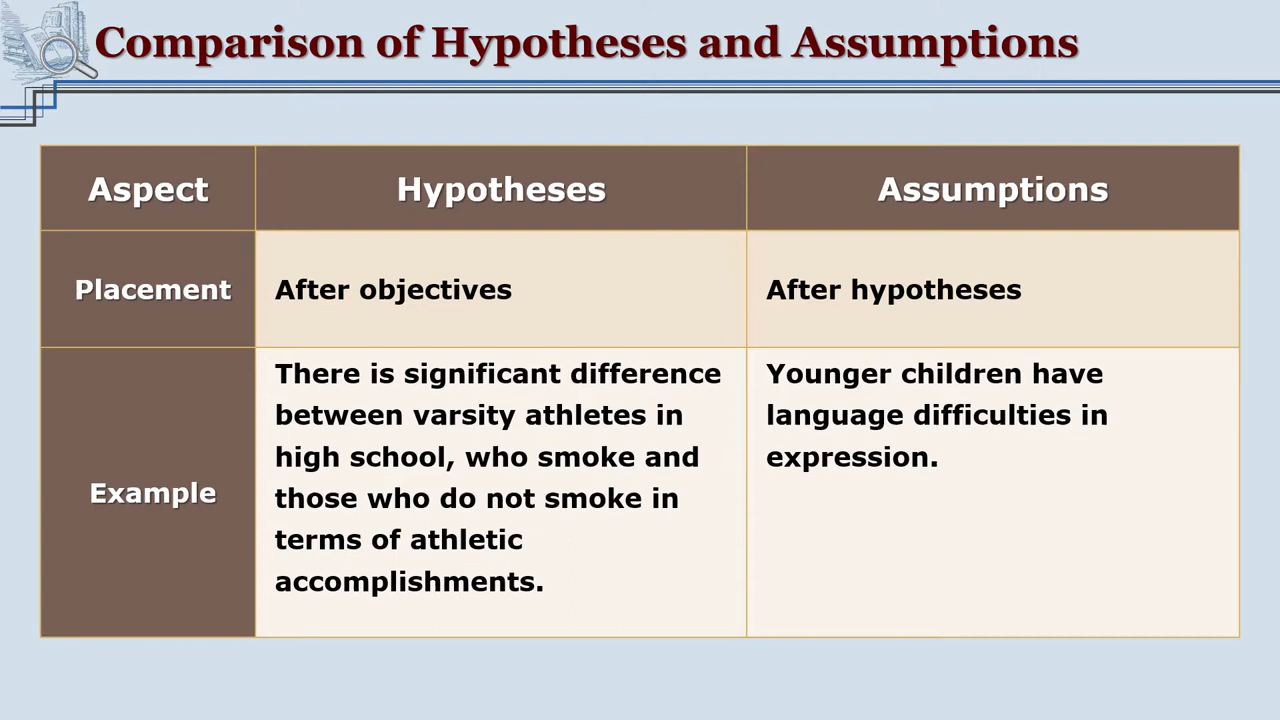 Comparison of Hypotheses and Assumptions
Aspect
Hypotheses
Assumptions
Placement
After objectives
After hypotheses
Example
There is significant difference
between varsity athletes in
high school, who smoke and
those who do not smoke in
terms of athletic
accomplishments.
Younger children have
language difficulties in
expression.